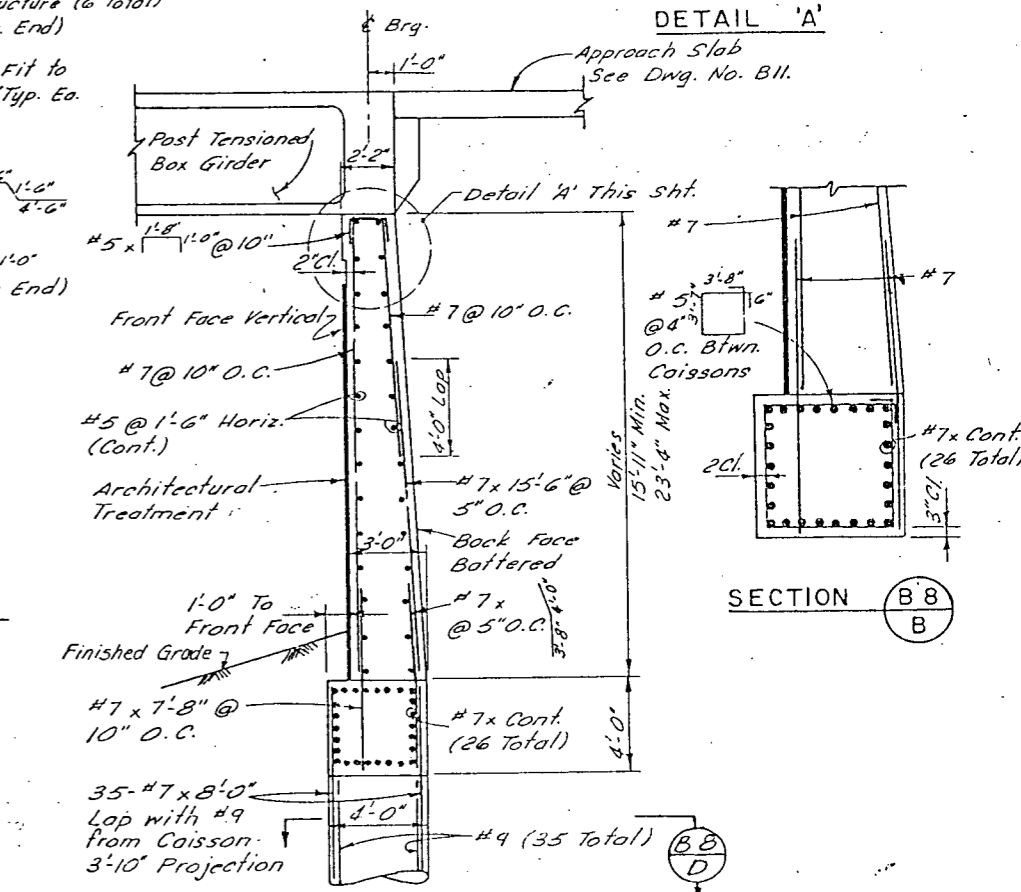 ucture (6 Total)
. End)
Fit to
Typ. Ea.
1'-6"
4'-6"
1'-0"
End)
DETAIL 'A'
℄ Brg.
1'-0"
Approach Slab
See Dwg. No. B11.
Post Tensioned
Box Girder
2'-2"
Detail 'A' This Sht.
#5 x 1'-8" 1'-0" @ 10"
2" Cl.
Front Face Vertical
#7 @ 10" O.C.
#7 @ 10" O.C.
#5 @ 1'-6" Horiz.
(Cont.)
4'-0" Lap
Architectural
Treatment
#7 x 15'-6" @
5" O.C.
Varies
15'-11" Min.
23'-4" Max.
3'-0"
Back Face
Battered
1'-0" To
Front Face
#7 x
@ 5" O.C.
3'-8" 4'-0"
Finished Grade
#7 x 7'-8" @
10" O.C.
#7 x Cont.
(26 Total)
4'-0"
35-#7 x 8'-0"
Lap with #9
from Caisson
3'-10" Projection
4'-0"
#9 (35 Total)
B 8
D
#7
#7
#5 3'-8"
3'-7" 6"
@ 4"
O.C. Btwn.
Caissons
2 Cl.
#7 x Cont.
(26 Total)
3" Cl.
SECTION B 8
B